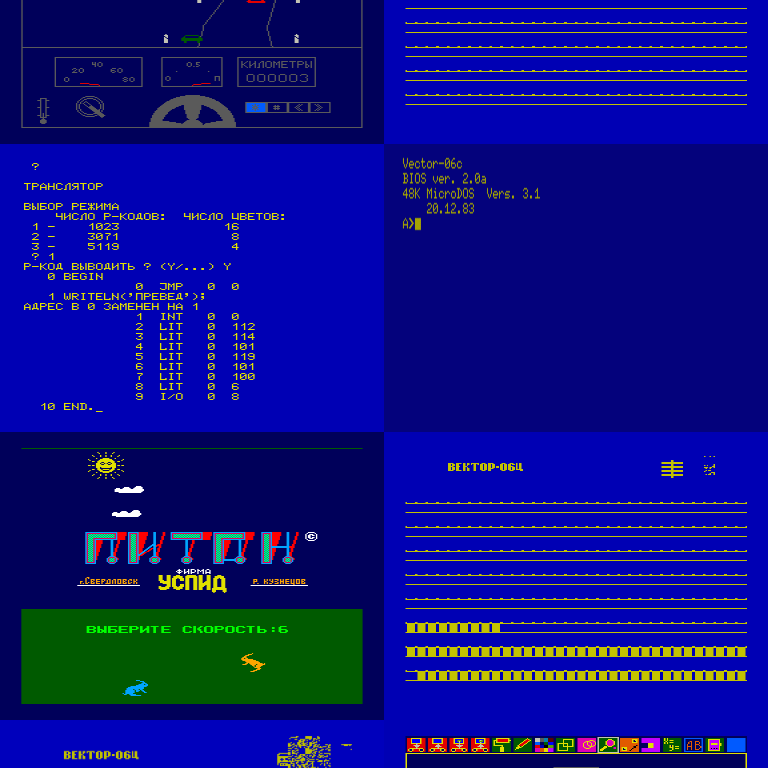 40
20 60
0 80
0.5
0 П
КИЛОМЕТРЫ
000003
# < >
?
ТРАНСЛЯТОР
ВЫБОР РЕЖИМА
ЧИСЛО P-КОДОВ: ЧИСЛО ЦВЕТОВ:
1 - 1023 16
2 - 3071 8
3 - 5119 4
? 1
P-КОД ВЫВОДИТЬ ? (Y/...) Y
0 BEGIN
0 JMP 0 0
1 WRITELN('ПРЕВЕД');
АДРЕС В 0 ЗАМЕНЕН НА 1
1 INT 0 0
2 LIT 0 112
3 LIT 0 114
4 LIT 0 101
5 LIT 0 119
6 LIT 0 101
7 LIT 0 100
8 LIT 0 6
9 I/O 0 8
10 END._
Vector-06c
BIOS ver. 2.0a
48K MicroDOS Vers. 3.1
20.12.83
A>
ПИТОН ©
ФИРМА
г.Свердловск УСПИД Р. КУЗНЕЦОВ
ВЫБЕРИТЕ СКОРОСТЬ:6
ВЕКТОР-06Ц
ВЕКТОР-06Ц
X=
Y=
AB